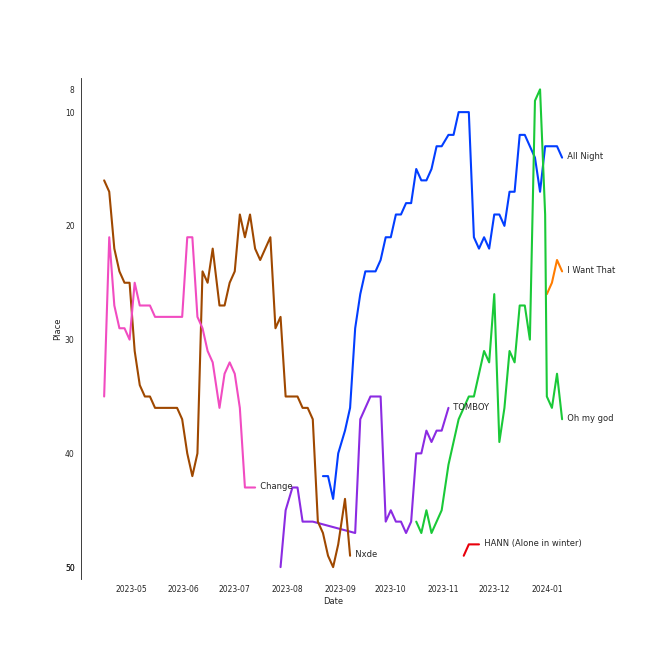 8
10
20
30
40
50
Place
All Night
I Want That
TOMBOY
Oh my god
Change
HANN (Alone in winter)
Nxde
2023-05 2023-06 2023-07 2023-08 2023-09 2023-10 2023-11 2023-12 2024-01
Date